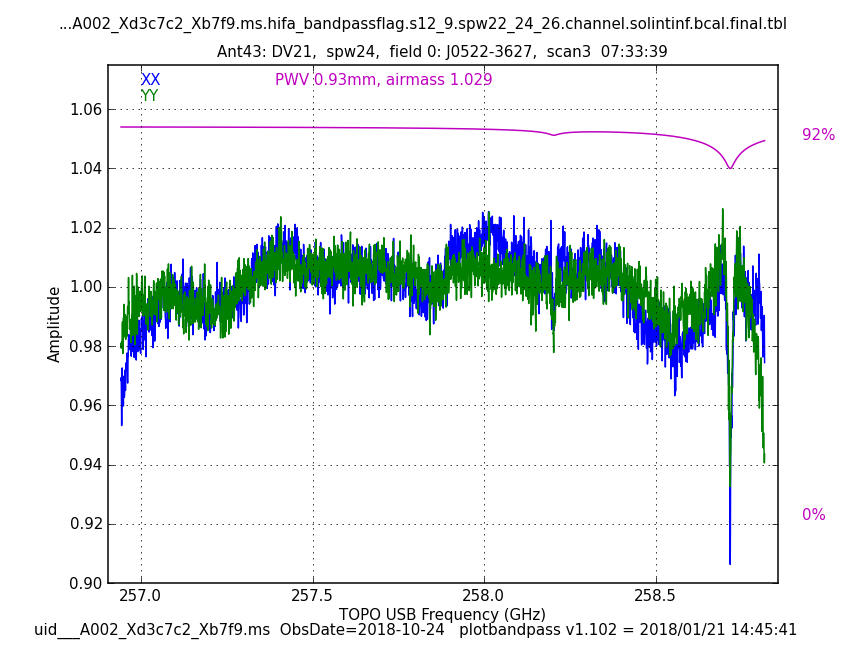 ...A002_Xd3c7c2_Xb7f9.ms.hifa_bandpassflag.s12_9.spw22_24_26.channel.solintinf.bcal.final.tbl
Ant43: DV21, spw24, field 0: J0522-3627, scan3 07:33:39
XX
PWV 0.93mm, airmass 1.029
YY
1.06
92%
1.04
1.02
1.00
Amplitude
0.98
0.96
0.94
0.92
0%
0.90
257.0 257.5 258.0 258.5
TOPO USB Frequency (GHz)
uid___A002_Xd3c7c2_Xb7f9.ms ObsDate=2018-10-24 plotbandpass v1.102 = 2018/01/21 14:45:41